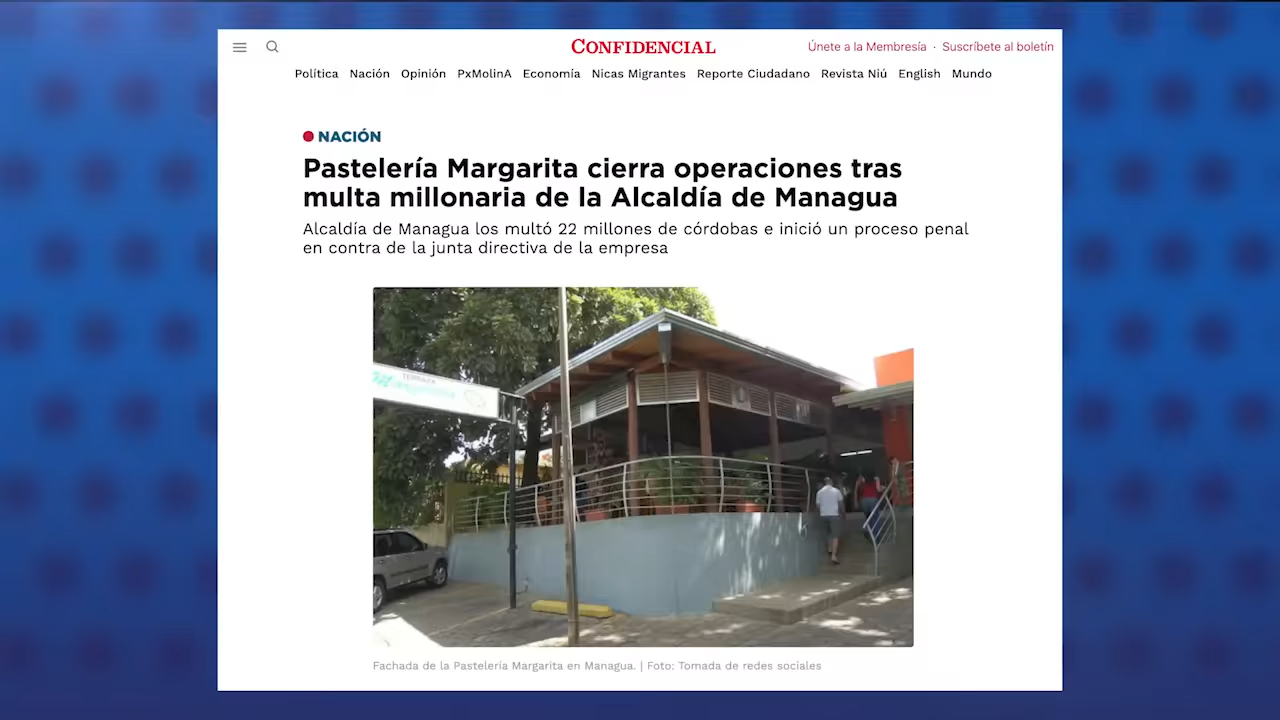 CONFIDENCIAL
Únete a la Membresía · Suscríbete al boletín
Política Nación Opinión PxMolinA Economía Nicas Migrantes Reporte Ciudadano Revista Niú English Mundo
NACIÓN
Pastelería Margarita cierra operaciones tras
multa millonaria de la Alcaldía de Managua
Alcaldía de Managua los multó 22 millones de córdobas e inició un proceso penal
en contra de la junta directiva de la empresa
TERRAZA
Fachada de la Pastelería Margarita en Managua. | Foto: Tomada de redes sociales